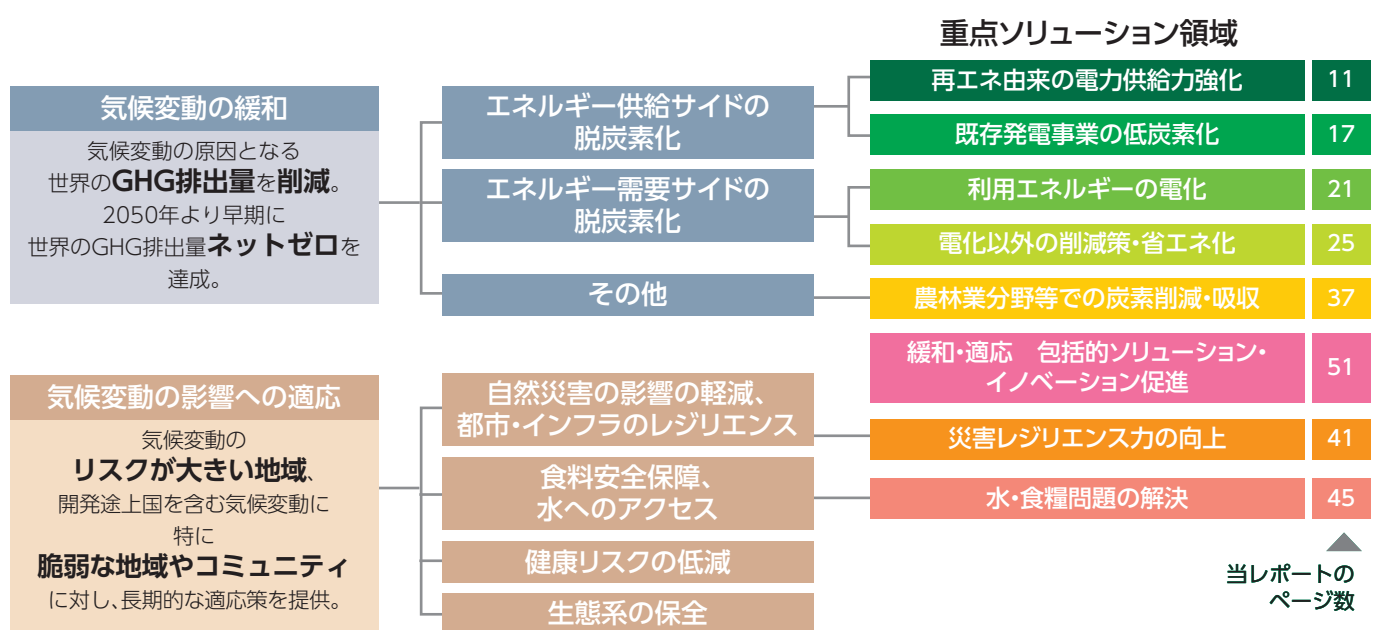 重点ソリューション領域
気候変動の緩和
気候変動の原因となる
世界のGHG排出量を削減。
2050年より早期に
世界のGHG排出量ネットゼロを
達成。
エネルギー供給サイドの
脱炭素化
エネルギー需要サイドの
脱炭素化
その他
再エネ由来の電力供給力強化 11
既存発電事業の低炭素化 17
利用エネルギーの電化 21
電化以外の削減策・省エネ化 25
農林業分野等での炭素削減・吸収 37
緩和・適応　包括的ソリューション・
イノベーション促進 51
気候変動の影響への適応
気候変動の
リスクが大きい地域、
開発途上国を含む気候変動に
特に
脆弱な地域やコミュニティ
に対し、長期的な適応策を提供。
自然災害の影響の軽減、
都市・インフラのレジリエンス
食料安全保障、
水へのアクセス
健康リスクの低減
生態系の保全
災害レジリエンス力の向上 41
水・食糧問題の解決 45
当レポートの
ページ数